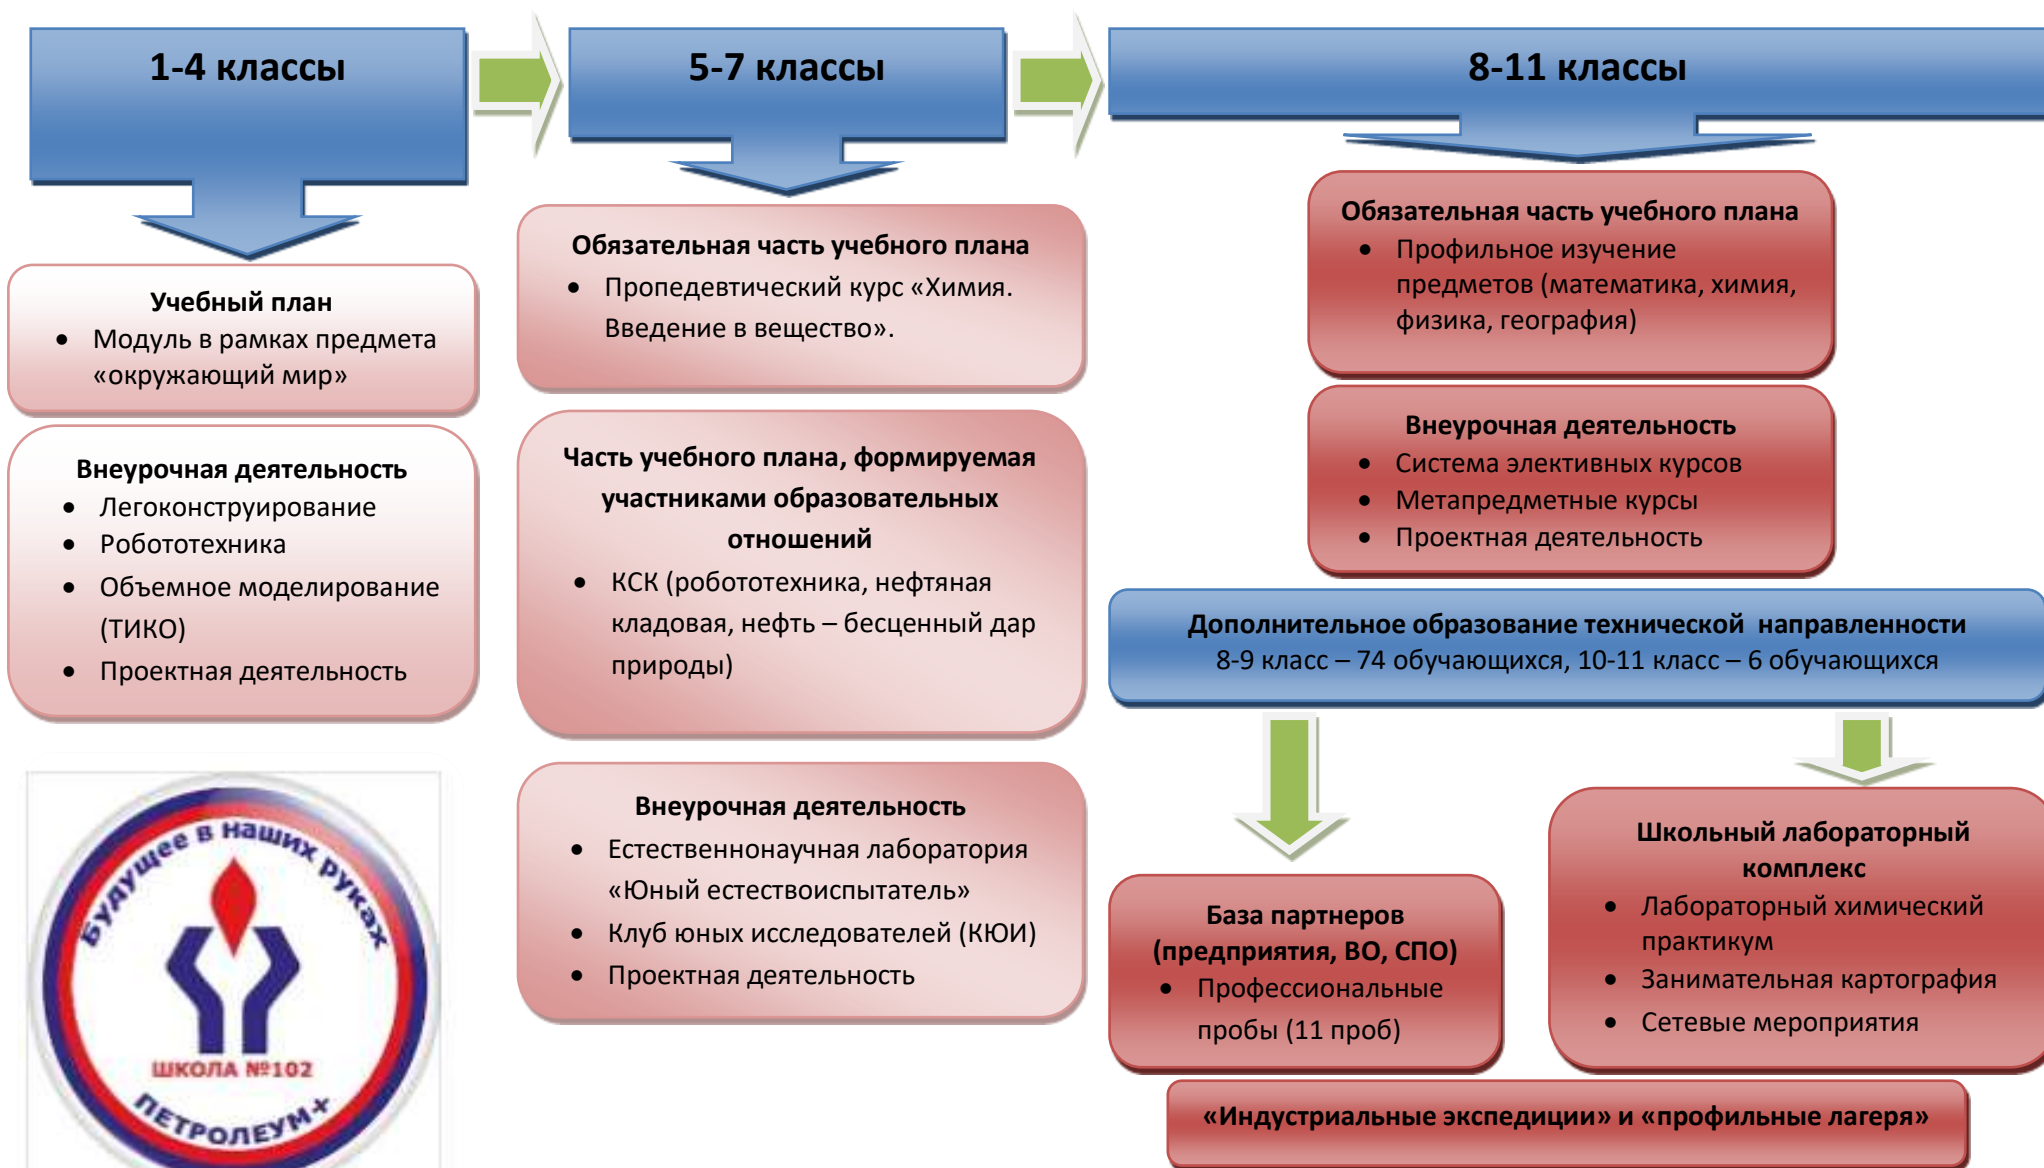 1-4 классы
Учебный план
• Модуль в рамках предмета
«окружающий мир»
Внеурочная деятельность
• Легоконструирование
• Робототехника
• Объемное моделирование
(ТИКО)
• Проектная деятельность
Будущее в наших руках
ШКОЛА №102
ПЕТРОЛЕУМ+
5-7 классы
Обязательная часть учебного плана
• Пропедевтический курс «Химия.
Введение в вещество».
Часть учебного плана, формируемая
участниками образовательных
отношений
• КСК (робототехника, нефтяная
кладовая, нефть – бесценный дар
природы)
Внеурочная деятельность
• Естественнонаучная лаборатория
«Юный естествоиспытатель»
• Клуб юных исследователей (КЮИ)
• Проектная деятельность
8-11 классы
Обязательная часть учебного плана
• Профильное изучение
предметов (математика, химия,
физика, география)
Внеурочная деятельность
• Система элективных курсов
• Метапредметные курсы
• Проектная деятельность
Дополнительное образование технической направленности
8-9 класс – 74 обучающихся, 10-11 класс – 6 обучающихся
База партнеров
(предприятия, ВО, СПО)
• Профессиональные
пробы (11 проб)
Школьный лабораторный
комплекс
• Лабораторный химический
практикум
• Занимательная картография
• Сетевые мероприятия
«Индустриальные экспедиции» и «профильные лагеря»